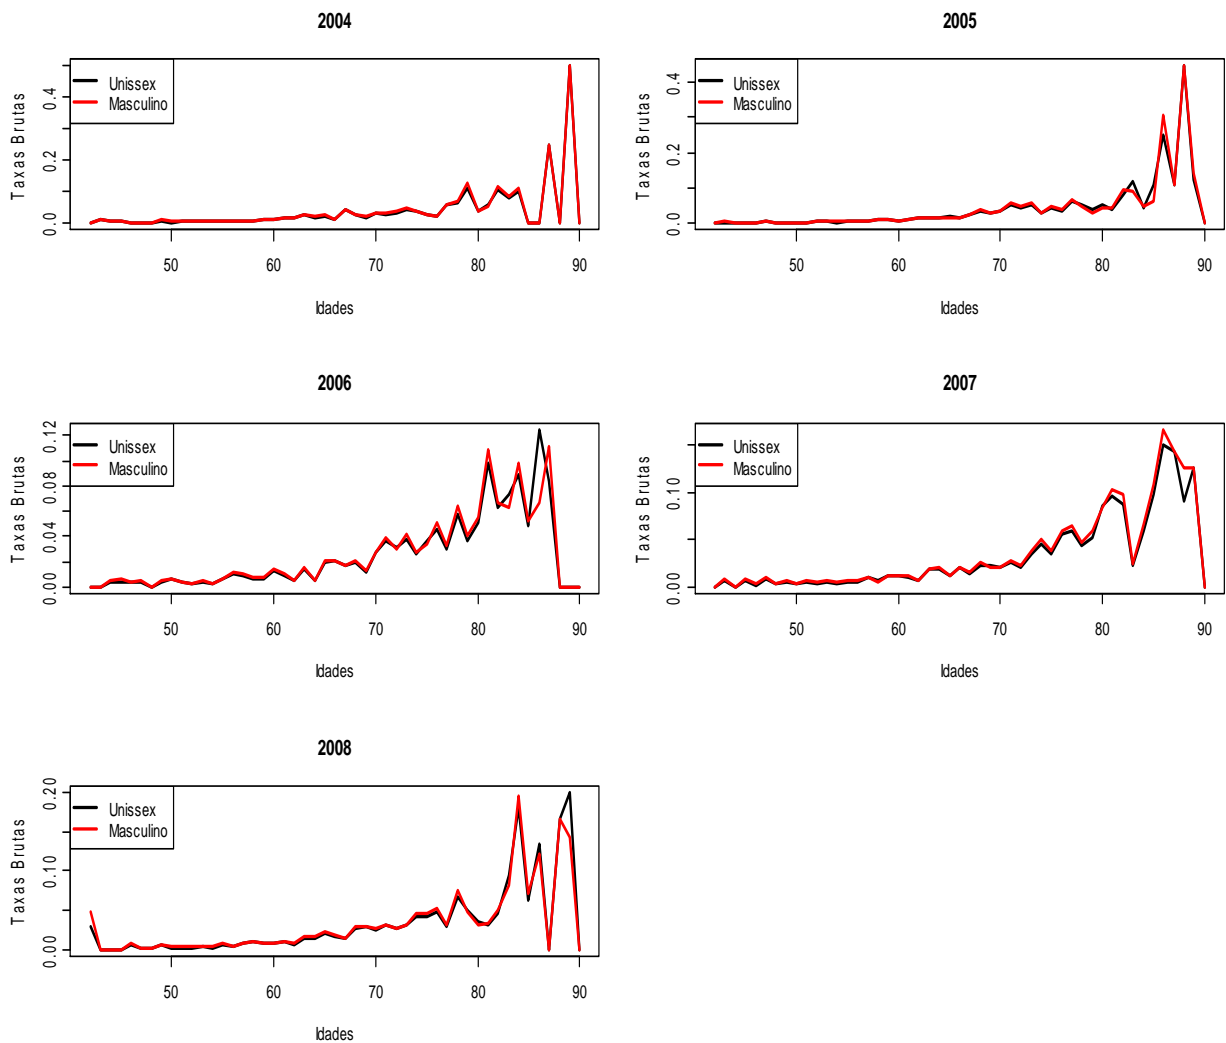 2004
Unissex
Masculino
Taxas Brutas
0.0 0.2 0.4
50 60 70 80 90
Idades
2005
Unissex
Masculino
Taxas Brutas
0.0 0.2 0.4
50 60 70 80 90
Idades
2006
Unissex
Masculino
Taxas Brutas
0.00 0.04 0.08 0.12
50 60 70 80 90
Idades
2007
Unissex
Masculino
Taxas Brutas
0.00 0.10
50 60 70 80 90
Idades
2008
Unissex
Masculino
Taxas Brutas
0.00 0.10 0.20
50 60 70 80 90
Idades